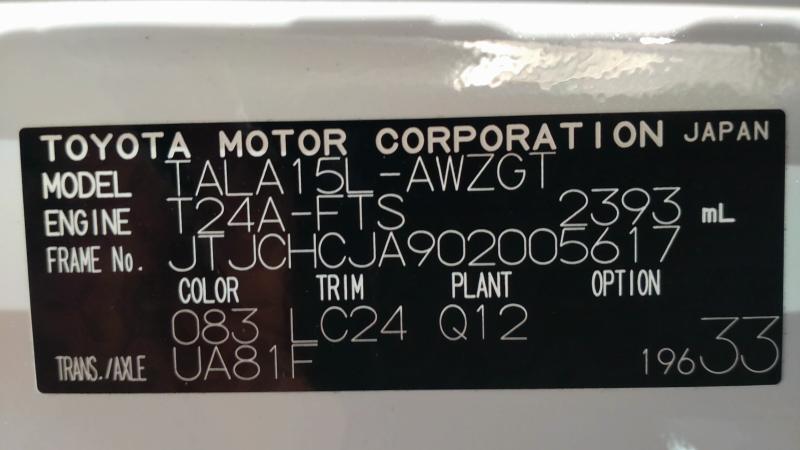 TOYOTA MOTOR CORPORATION JAPAN
MODEL TALA15L-AWZGT
ENGINE T24A-FTS 2393 mL
FRAME No. JTJCHCJA902005617
COLOR TRIM PLANT OPTION
083 LC24 Q12
TRANS./AXLE UA81F 19633